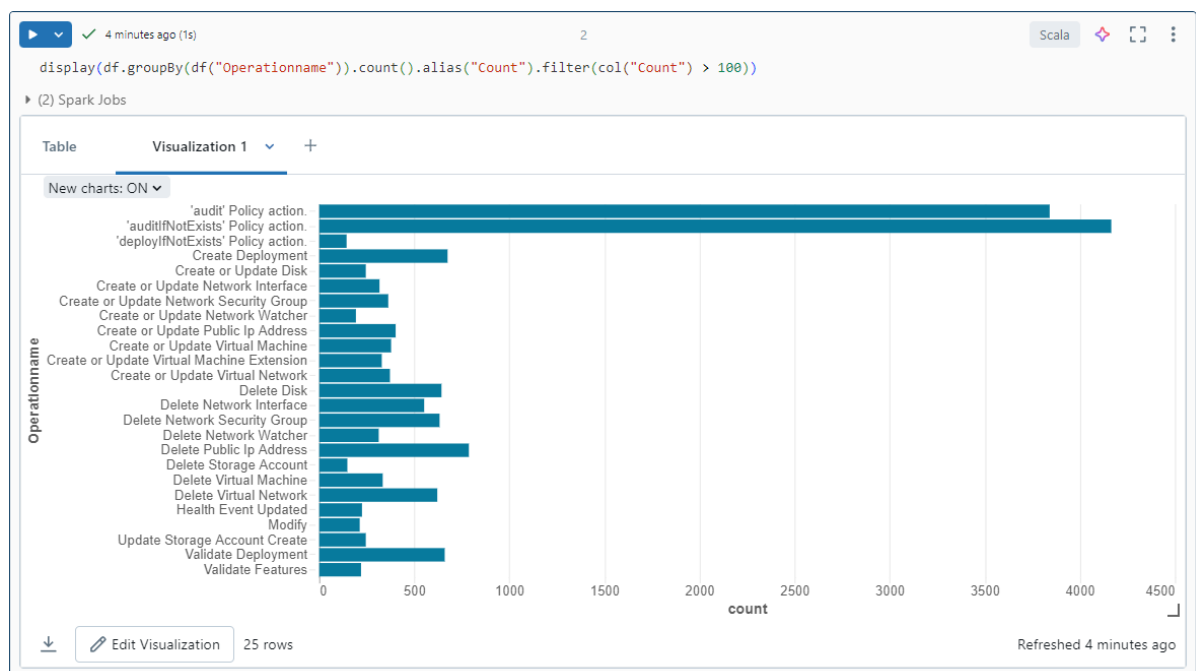 4 minutes ago (1s)
2
Scala
display(df.groupBy(df("Operationname")).count().alias("Count").filter(col("Count") > 100))
(2) Spark Jobs
Table
Visualization 1
+
New charts: ON
'audit' Policy action.
'auditIfNotExists' Policy action.
'deployIfNotExists' Policy action.
Create Deployment
Create or Update Disk
Create or Update Network Interface
Create or Update Network Security Group
Create or Update Network Watcher
Create or Update Public Ip Address
Create or Update Virtual Machine
Create or Update Virtual Machine Extension
Create or Update Virtual Network
Delete Disk
Delete Network Interface
Delete Network Security Group
Delete Network Watcher
Delete Public Ip Address
Delete Storage Account
Delete Virtual Machine
Delete Virtual Network
Health Event Updated
Modify
Update Storage Account Create
Validate Deployment
Validate Features
Operationname
0 500 1000 1500 2000 2500 3000 3500 4000 4500
count
Edit Visualization
25 rows
Refreshed 4 minutes ago